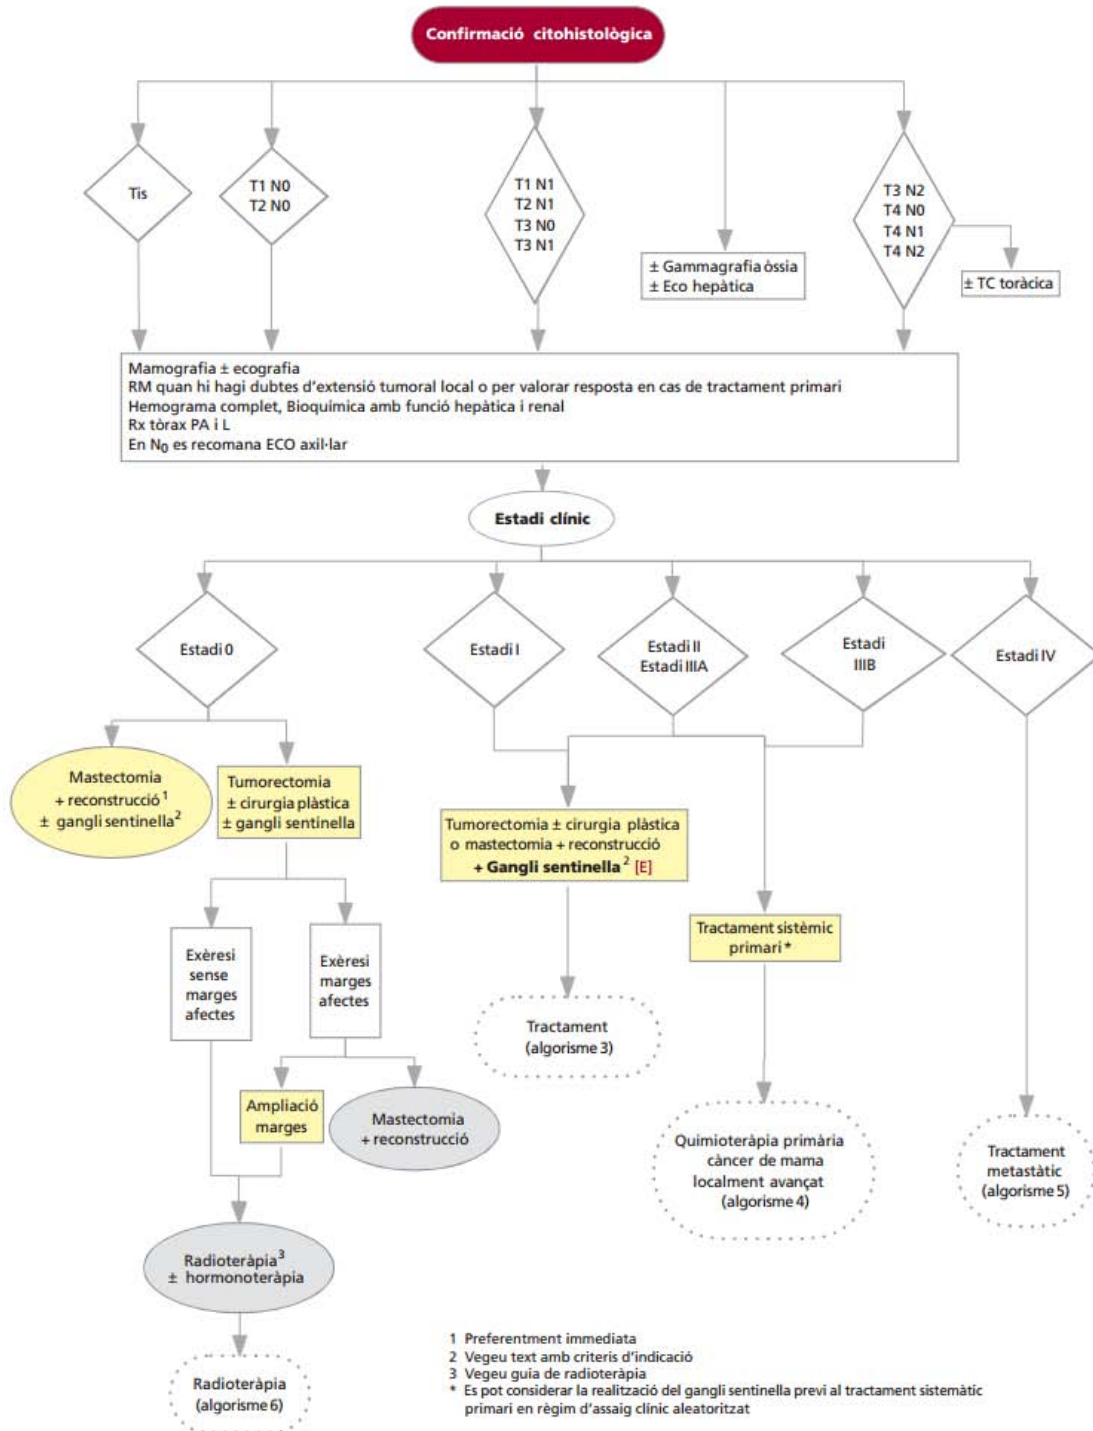 Confirmació citohistològica
Tis
T1 N0
T2 N0
T1 N1
T2 N1
T3 N0
T3 N1
± Gammagrafia òssia
± Eco hepàtica
T3 N2
T4 N0
T4 N1
T4 N2
± TC toràcica
Mamografia ± ecografia
RM quan hi hagi dubtes d'extensió tumoral local o per valorar resposta en cas de tractament primari
Hemograma complet, Bioquímica amb funció hepàtica i renal
Rx tòrax PA i L
En N0 es recomana ECO axil·lar
Estadi clínic
Estadi 0
Estadi I
Estadi II
Estadi IIIA
Estadi
IIIB
Estadi IV
Mastectomia
+ reconstrucció1
± gangli sentinella2
Tumorectomia
± cirurgia plàstica
± gangli sentinella
Tumorectomia ± cirurgia plàstica
o mastectomia + reconstrucció
+ Gangli sentinella2 [E]
Tractament sistèmic
primari *
Exèresi
sense
marges
afectes
Exèresi
marges
afectes
Tractament
(algorisme 3)
Ampliació
marges
Mastectomia
+ reconstrucció
Quimioteràpia primària
càncer de mama
localment avançat
(algorisme 4)
Tractament
metastàtic
(algorisme 5)
Radioteràpia3
± hormonoteràpia
Radioteràpia
(algorisme 6)
1 Preferentment immediata
2 Vegeu text amb criteris d'indicació
3 Vegeu guia de radioteràpia
* Es pot considerar la realització del gangli sentinella previ al tractament sistemàtic
primari en règim d'assaig clínic aleatoritzat